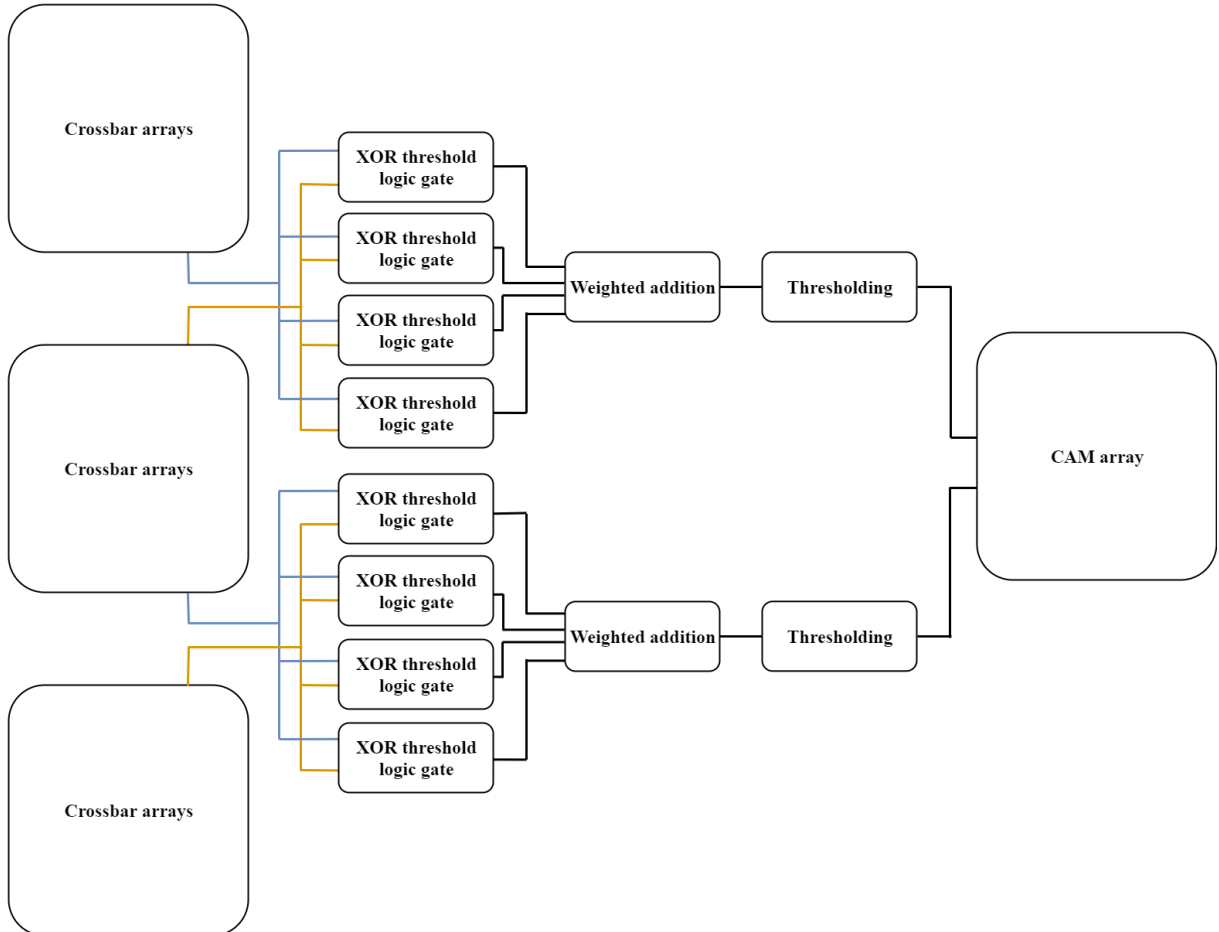 Crossbar arrays
XOR threshold
logic gate
XOR threshold
logic gate
Weighted addition
Thresholding
XOR threshold
logic gate
XOR threshold
logic gate
Crossbar arrays
CAM array
XOR threshold
logic gate
XOR threshold
logic gate
Weighted addition
Thresholding
XOR threshold
logic gate
XOR threshold
logic gate
Crossbar arrays